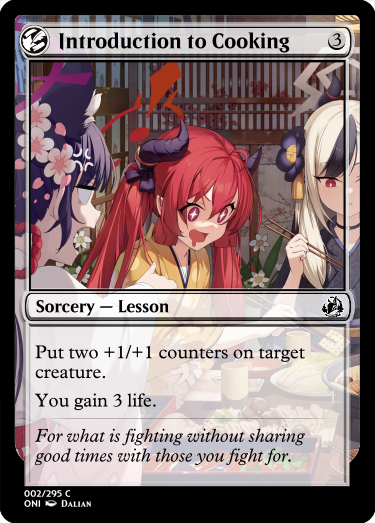 Introduction to Cooking 3
Sorcery — Lesson
Put two +1/+1 counters on target
creature.
You gain 3 life.
For what is fighting without sharing
good times with those you fight for.
002/295 C
ONI Dalian